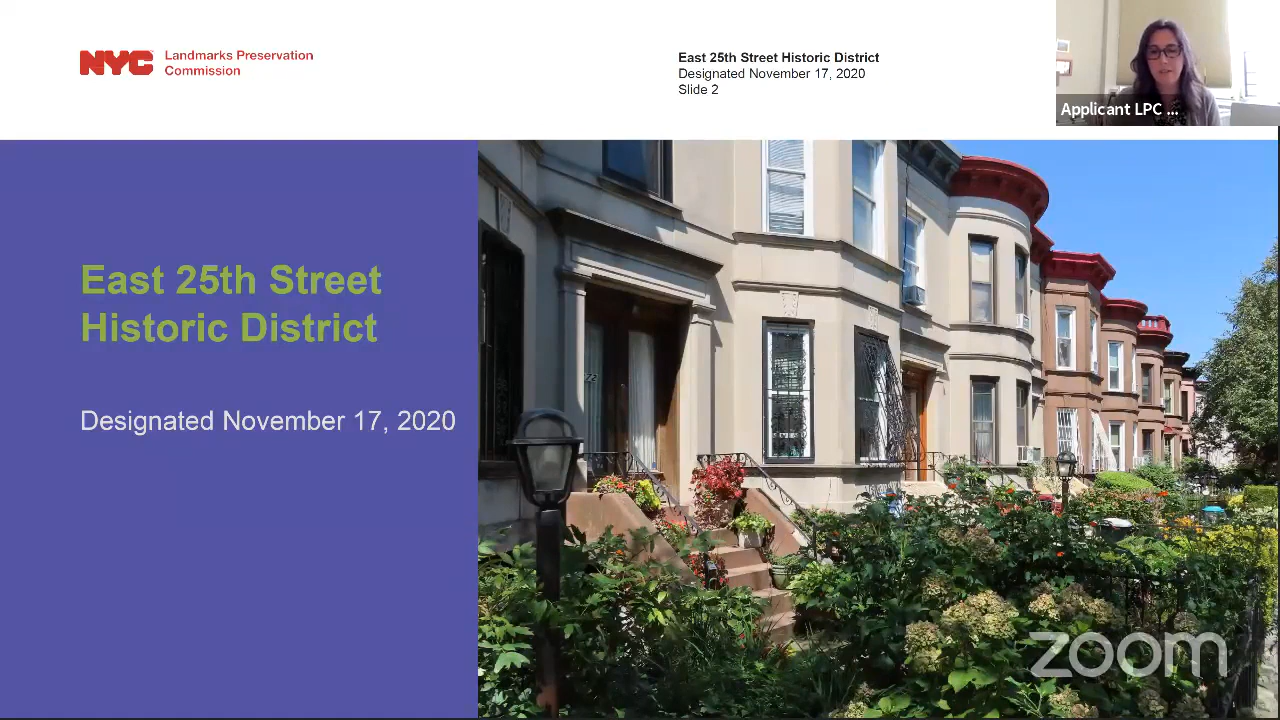 NYC
Landmarks Preservation
Commission
East 25th Street Historic District
Designated November 17, 2020
Slide 2
Applicant LPC ...
East 25th Street
Historic District
Designated November 17, 2020
72
zoom